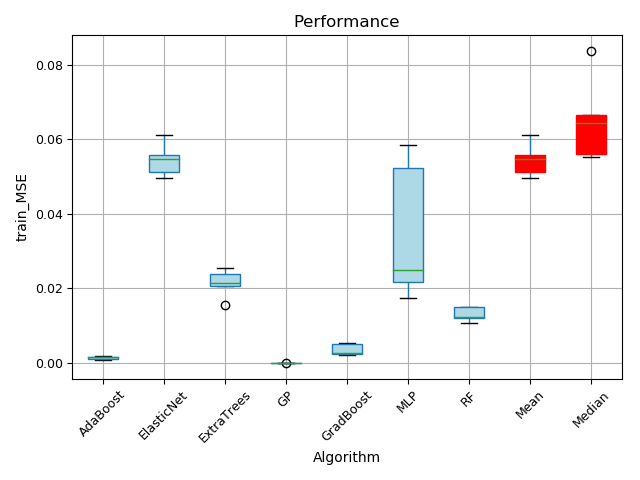 Performance
train_MSE
0.08
0.06
0.04
0.02
0.00
AdaBoost
ElasticNet
ExtraTrees
GP
GradBoost
MLP
RF
Mean
Median
Algorithm